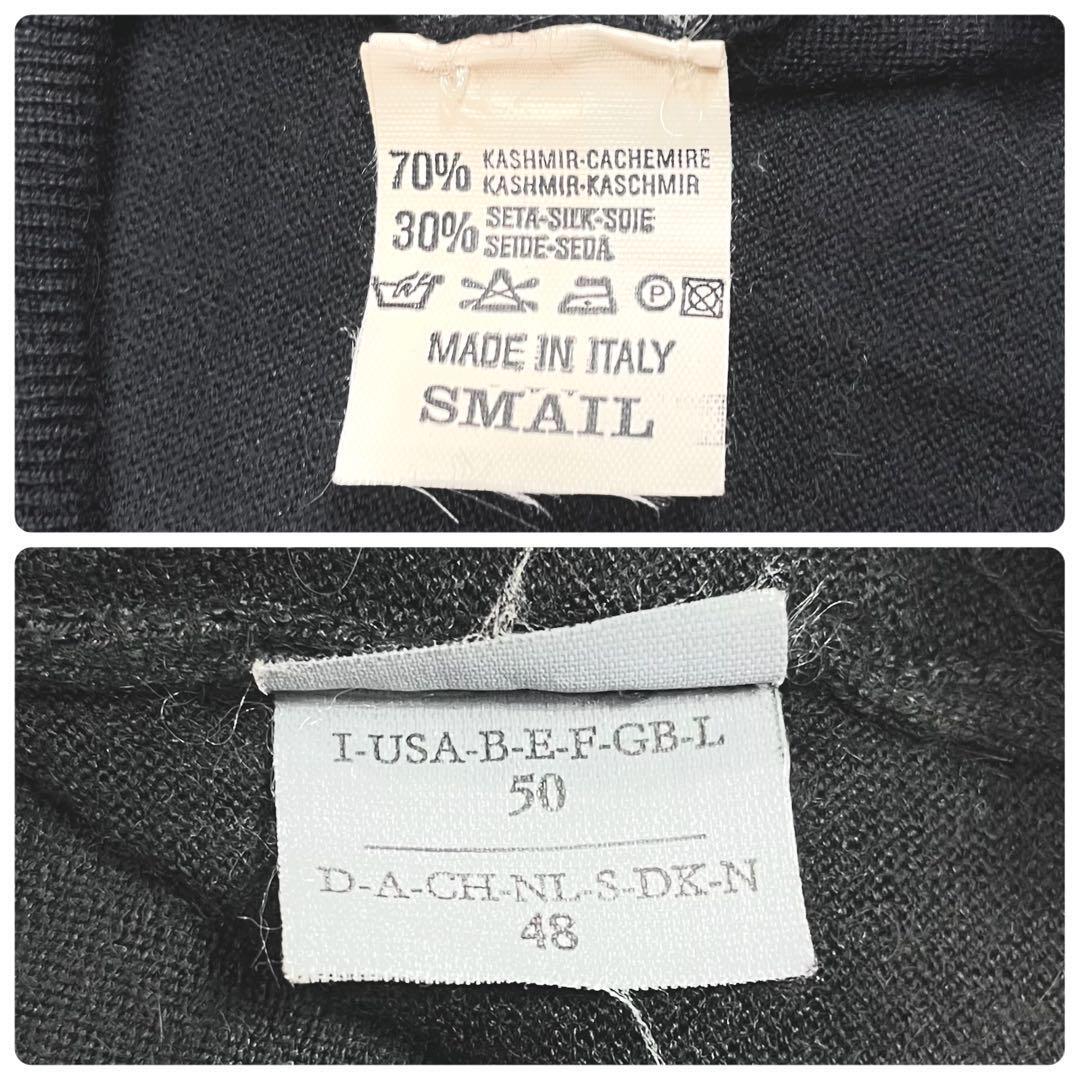 70% KASHMIR-CACHEMIRE
KASHMIR-KASCHMIR
30% SETA-SILK-SOIE
SEIDE-SEDA
P
MADE IN ITALY
SMAIL
I-USA-B-E-F-GB-L
50
D-A-CH-NL-S-DK-N
48